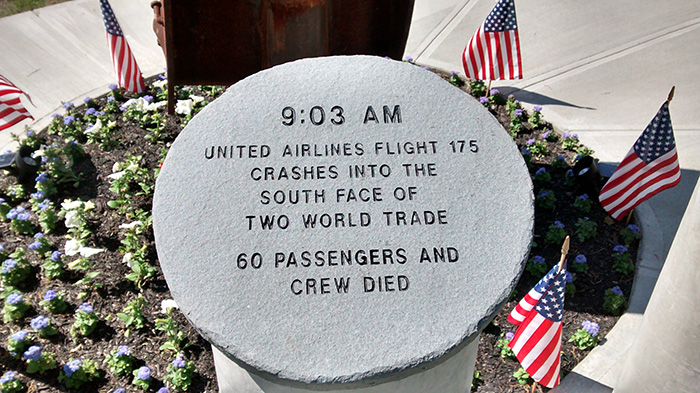 9:03 AM
UNITED AIRLINES FLIGHT 175
CRASHES INTO THE
SOUTH FACE OF
TWO WORLD TRADE
60 PASSENGERS AND
CREW DIED